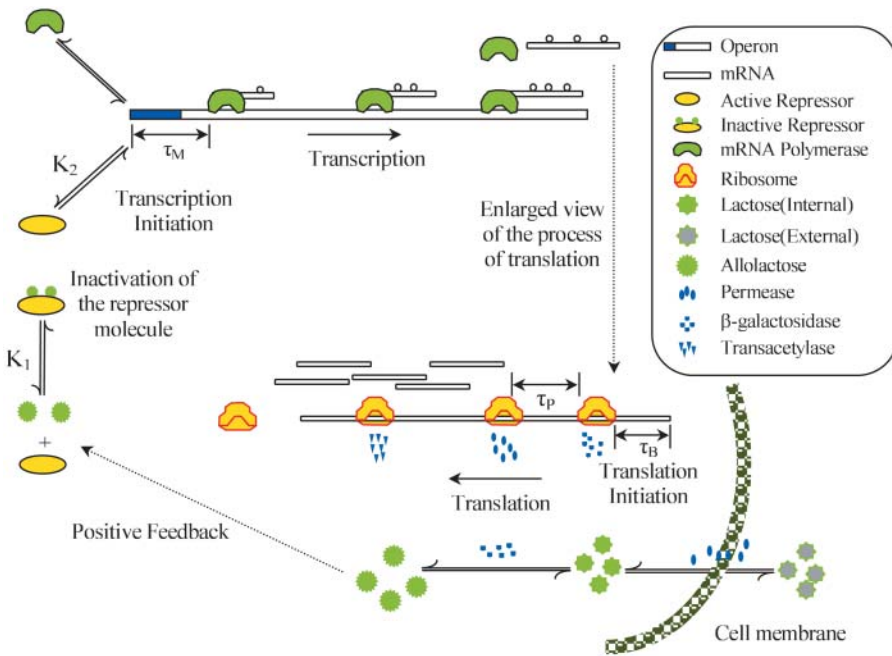 Operon
mRNA
Active Repressor
Inactive Repressor
mRNA Polymerase
Ribosome
Lactose(Internal)
Lactose(External)
Allolactose
Permease
β-galactosidase
Transacetylase
τM
Transcription
K2
Transcription
Initiation
Enlarged view
of the process
of translation
Inactivation of
the repressor
molecule
K1
+
τP
τB
Translation
Initiation
Translation
Positive Feedback
Cell membrane